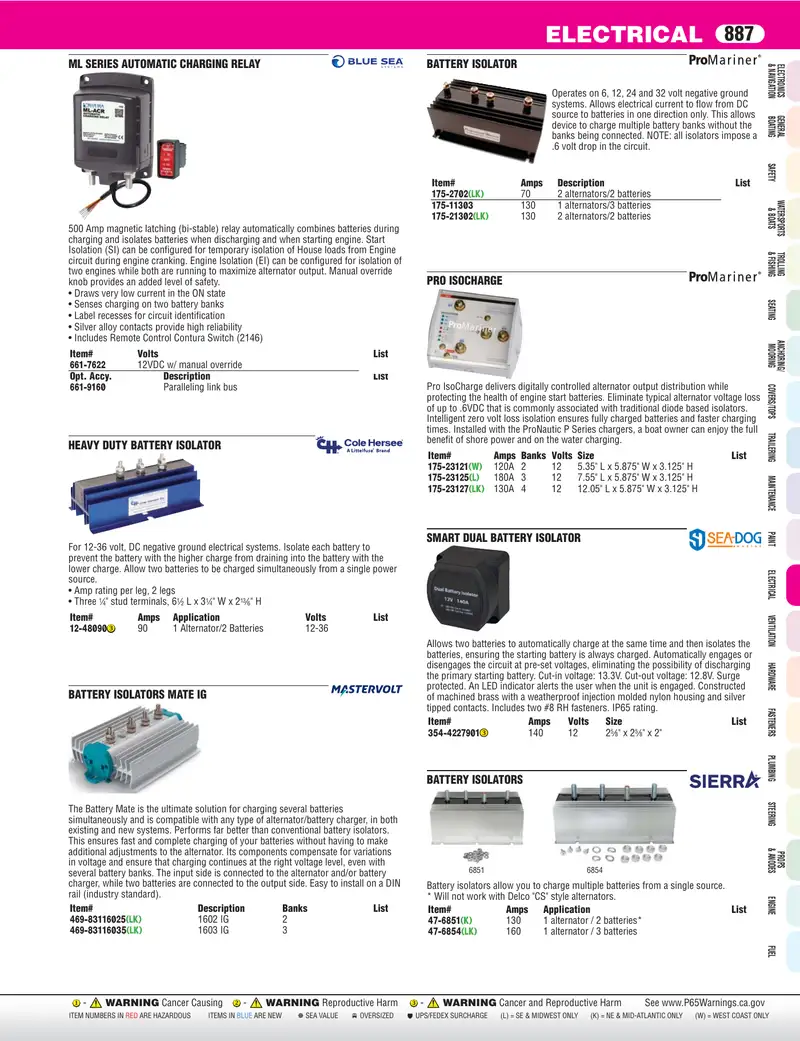 ELECTRICAL 887
ML SERIES AUTOMATIC CHARGING RELAY
BLUE SEA
SYSTEMS
BLUE SEA
ML-ACR
500 Amp magnetic latching (bi-stable) relay automatically combines batteries during
charging and isolates batteries when discharging and when starting engine. Start
Isolation (SI) can be configured for temporary isolation of House loads from Engine
circuit during engine cranking. Engine Isolation (EI) can be configured for isolation of
two engines while both are running to maximize alternator output. Manual override
knob provides an added level of safety.
• Draws very low current in the ON state
• Senses charging on two battery banks
• Label recesses for circuit identification
• Silver alloy contacts provide high reliability
• Includes Remote Control Contura Switch (2146)
Item# Volts List
661-7622 12VDC w/ manual override
Opt. Accy. Description List
661-9160 Paralleling link bus
HEAVY DUTY BATTERY ISOLATOR
Cole Hersee
A Littelfuse Brand
For 12-36 volt, DC negative ground electrical systems. Isolate each battery to
prevent the battery with the higher charge from draining into the battery with the
lower charge. Allow two batteries to be charged simultaneously from a single power
source.
• Amp rating per leg, 2 legs
• Three ¼" stud terminals, 6½ L x 3¼" W x 2¹³⁄₁₆" H
Item# Amps Application Volts List
12-48090 3 90 1 Alternator/2 Batteries 12-36
BATTERY ISOLATORS MATE IG
MASTERVOLT
The Battery Mate is the ultimate solution for charging several batteries
simultaneously and is compatible with any type of alternator/battery charger, in both
existing and new systems. Performs far better than conventional battery isolators.
This ensures fast and complete charging of your batteries without having to make
additional adjustments to the alternator. Its components compensate for variations
in voltage and ensure that charging continues at the right voltage level, even with
several battery banks. The input side is connected to the alternator and/or battery
charger, while two batteries are connected to the output side. Easy to install on a DIN
rail (industry standard).
Item# Description Banks List
469-83116025(LK) 1602 IG 2
469-83116035(LK) 1603 IG 3
BATTERY ISOLATOR
ProMariner®
Operates on 6, 12, 24 and 32 volt negative ground
systems. Allows electrical current to flow from DC
source to batteries in one direction only. This allows
device to charge multiple battery banks without the
banks being connected. NOTE: all isolators impose a
.6 volt drop in the circuit.
Item# Amps Description List
175-2702(LK) 70 2 alternators/2 batteries
175-11303 130 1 alternators/3 batteries
175-21302(LK) 130 2 alternators/2 batteries
PRO ISOCHARGE
ProMariner®
ProMariner
Pro IsoCharge delivers digitally controlled alternator output distribution while
protecting the health of engine start batteries. Eliminate typical alternator voltage loss
of up to .6VDC that is commonly associated with traditional diode based isolators.
Intelligent zero volt loss isolation ensures fully charged batteries and faster charging
times. Installed with the ProNautic P Series chargers, a boat owner can enjoy the full
benefit of shore power and on the water charging.
Item# Amps Banks Volts Size List
175-23121(W) 120A 2 12 5.35" L x 5.875" W x 3.125" H
175-23125(L) 180A 3 12 7.55" L x 5.875" W x 3.125" H
175-23127(LK) 130A 4 12 12.05" L x 5.875" W x 3.125" H
SMART DUAL BATTERY ISOLATOR
SEA-DOG
Dual Battery Isolator
12V 140A
Allows two batteries to automatically charge at the same time and then isolates the
batteries, ensuring the starting battery is always charged. Automatically engages or
disengages the circuit at pre-set voltages, eliminating the possibility of discharging
the primary starting battery. Cut-in voltage: 13.3V. Cut-out voltage: 12.8V. Surge
protected. An LED indicator alerts the user when the unit is engaged. Constructed
of machined brass with a weatherproof injection molded nylon housing and silver
tipped contacts. Includes two #8 RH fasteners. IP65 rating.
Item# Amps Volts Size List
354-4227901 3 140 12
BATTERY ISOLATORS
SIERRA
6851 6854
Battery isolators allow you to charge multiple batteries from a single source.
* Will not work with Delco "CS" style alternators.
Item# Amps Application List
47-6851(K) 130 1 alternator / 2 batteries*
47-6854(LK) 160 1 alternator / 3 batteries
ELECTRONICS
& NAVIGATION
GENERAL
BOATING
SAFETY
WATERSPORTS
& BOATS
TROLLING
& FISHING
SEATING
ANCHORING/
MOORING
COVERS/TOPS
TRAILERING
MAINTENANCE
PAINT
ELECTRICAL
VENTILATION
HARDWARE
FASTENERS
PLUMBING
STEERING
PROPS
& ANODES
ENGINE
FUEL
1 - WARNING Cancer Causing 2 - WARNING Reproductive Harm 3 - WARNING Cancer and Reproductive Harm See www.P65Warnings.ca.gov
ITEM NUMBERS IN RED ARE HAZARDOUS ITEMS IN BLUE ARE NEW SEA VALUE OVERSIZED UPS/FEDEX SURCHARGE (L) = SE & MIDWEST ONLY (K) = NE & MID-ATLANTIC ONLY (W) = WEST COAST ONLY